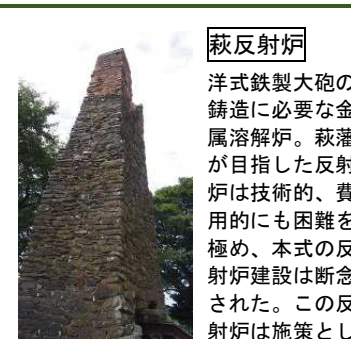 萩反射炉
洋式鉄製大砲の
鋳造に必要な金
属溶解炉。萩藩
が目指した反射
炉は技術的、費
用的にも困難を
極め、本式の反
射炉建設は断念
された。この反
射炉は施策とし